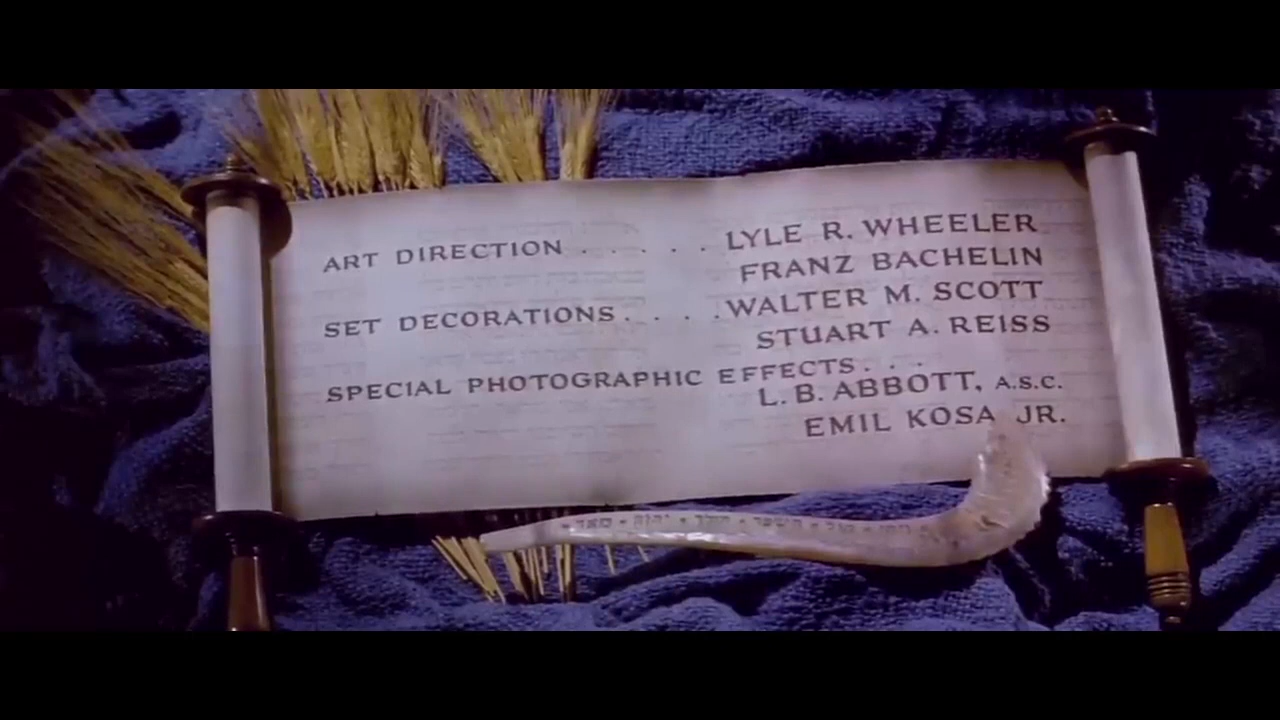 ART DIRECTION . . . . . LYLE R. WHEELER
FRANZ BACHELIN
SET DECORATIONS . . . . WALTER M. SCOTT
STUART A. REISS
SPECIAL PHOTOGRAPHIC EFFECTS . . .
L. B. ABBOTT, A.S.C.
EMIL KOSA JR.